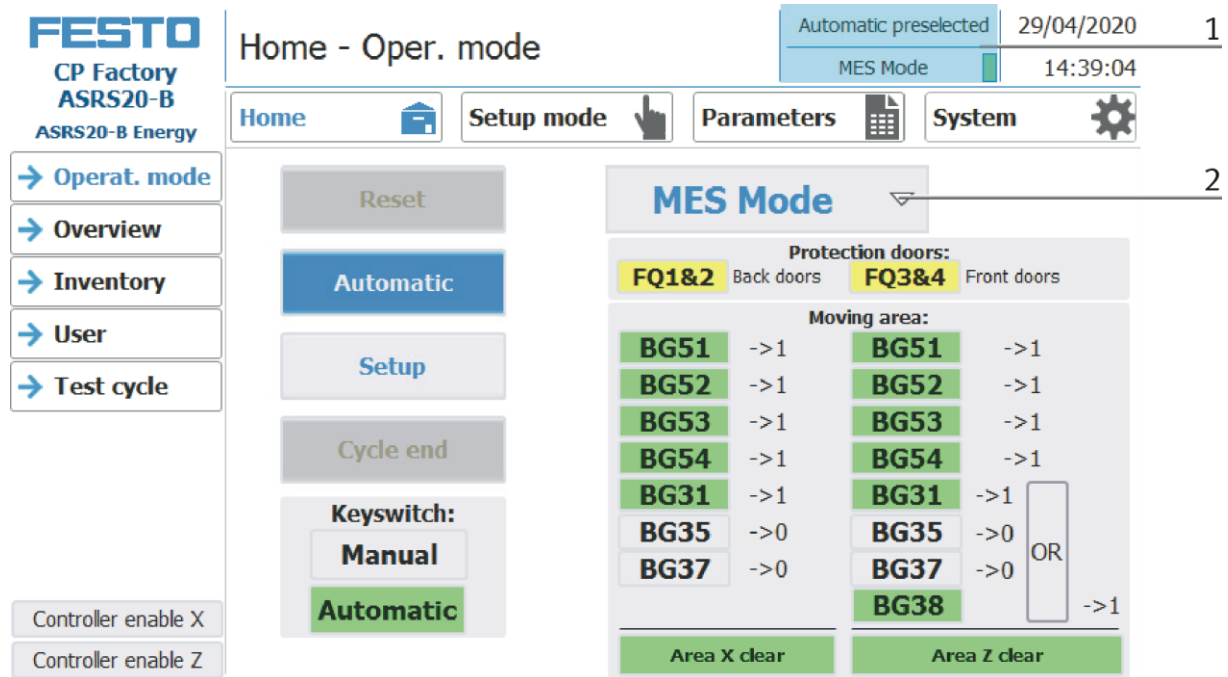 FESTO
CP Factory
ASRS20-B
ASRS20-B Energy
Home - Oper. mode
Automatic preselected
MES Mode
29/04/2020
14:39:04
1
Home
Setup mode
Parameters
System
Operat. mode
Overview
Inventory
User
Test cycle
Controller enable X
Controller enable Z
Reset
Automatic
Setup
Cycle end
Keyswitch:
Manual
Automatic
MES Mode
2
Protection doors:
FQ1&2 Back doors FQ3&4 Front doors
Moving area:
BG51 ->1 BG51 ->1
BG52 ->1 BG52 ->1
BG53 ->1 BG53 ->1
BG54 ->1 BG54 ->1
BG31 ->1 BG31 ->1
BG35 ->0 BG35 ->0
OR
BG37 ->0 BG37 ->0
BG38 ->1
Area X clear Area Z clear